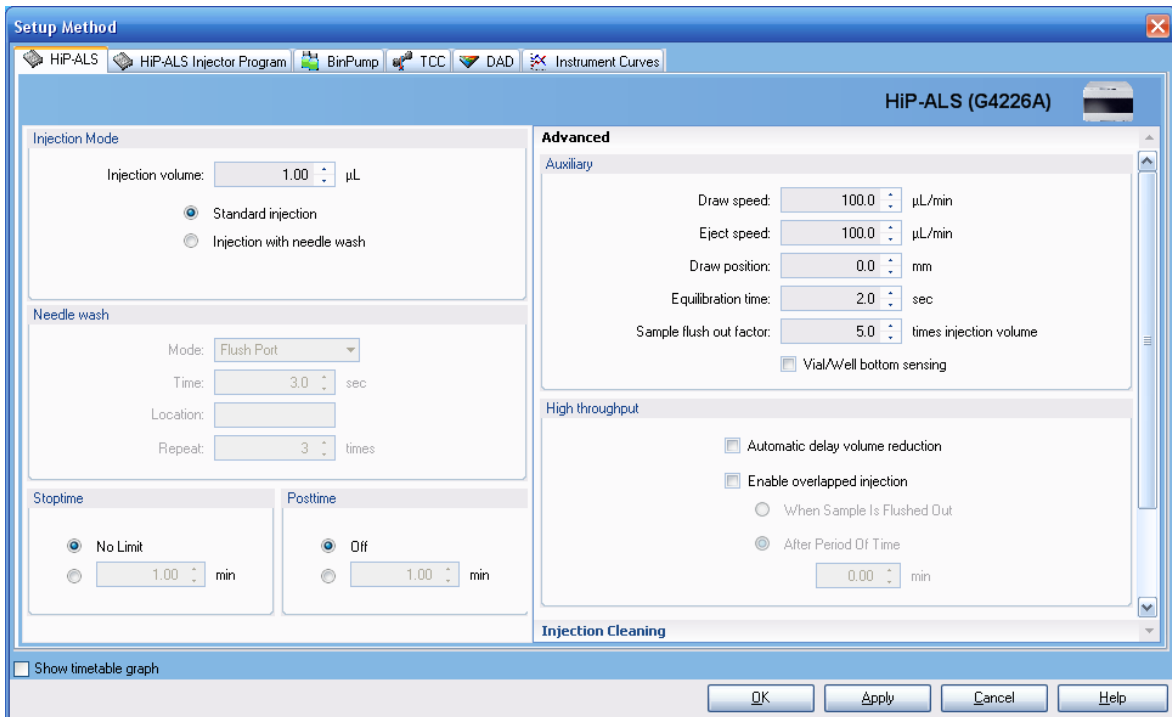 Setup Method
HiP-ALS HiP-ALS Injector Program BinPump TCC DAD Instrument Curves
HiP-ALS (G4226A)
Injection Mode
Injection volume: 1.00 µL
Standard injection
Injection with needle wash
Needle wash
Mode: Flush Port
Time: 3.0 sec
Location:
Repeat: 3 times
Stoptime
No Limit
1.00 min
Posttime
Off
1.00 min
Advanced
Auxiliary
Draw speed: 100.0 µL/min
Eject speed: 100.0 µL/min
Draw position: 0.0 mm
Equilibration time: 2.0 sec
Sample flush out factor: 5.0 times injection volume
Vial/Well bottom sensing
High throughput
Automatic delay volume reduction
Enable overlapped injection
When Sample Is Flushed Out
After Period Of Time
0.00 min
Injection Cleaning
Show timetable graph
OK Apply Cancel Help